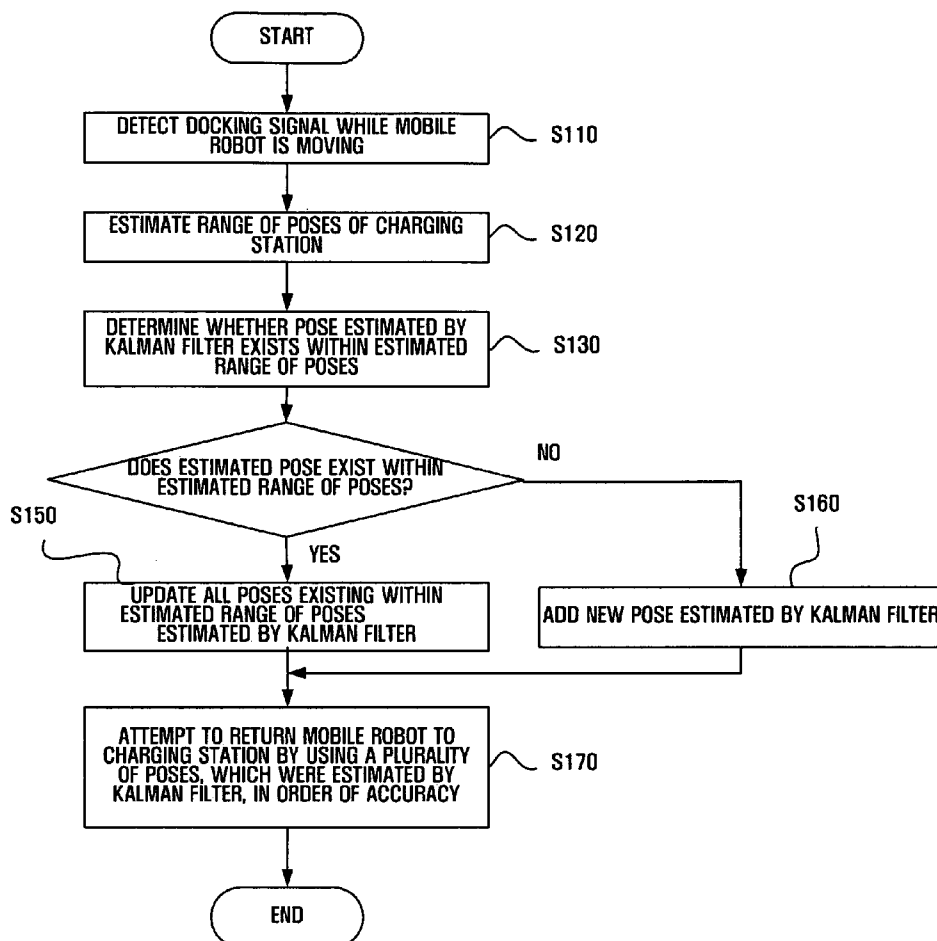 START
DETECT DOCKING SIGNAL WHILE MOBILE
ROBOT IS MOVING
S110
ESTIMATE RANGE OF POSES OF CHARGING
STATION
S120
DETERMINE WHETHER POSE ESTIMATED BY
KALMAN FILTER EXISTS WITHIN ESTIMATED
RANGE OF POSES
S130
DOES ESTIMATED POSE EXIST WITHIN
ESTIMATED RANGE OF POSES?
NO
YES
S150
UPDATE ALL POSES EXISTING WITHIN
ESTIMATED RANGE OF POSES
ESTIMATED BY KALMAN FILTER
S160
ADD NEW POSE ESTIMATED BY KALMAN FILTER
ATTEMPT TO RETURN MOBILE ROBOT TO
CHARGING STATION BY USING A PLURALITY
OF POSES, WHICH WERE ESTIMATED BY
KALMAN FILTER, IN ORDER OF ACCURACY
S170
END